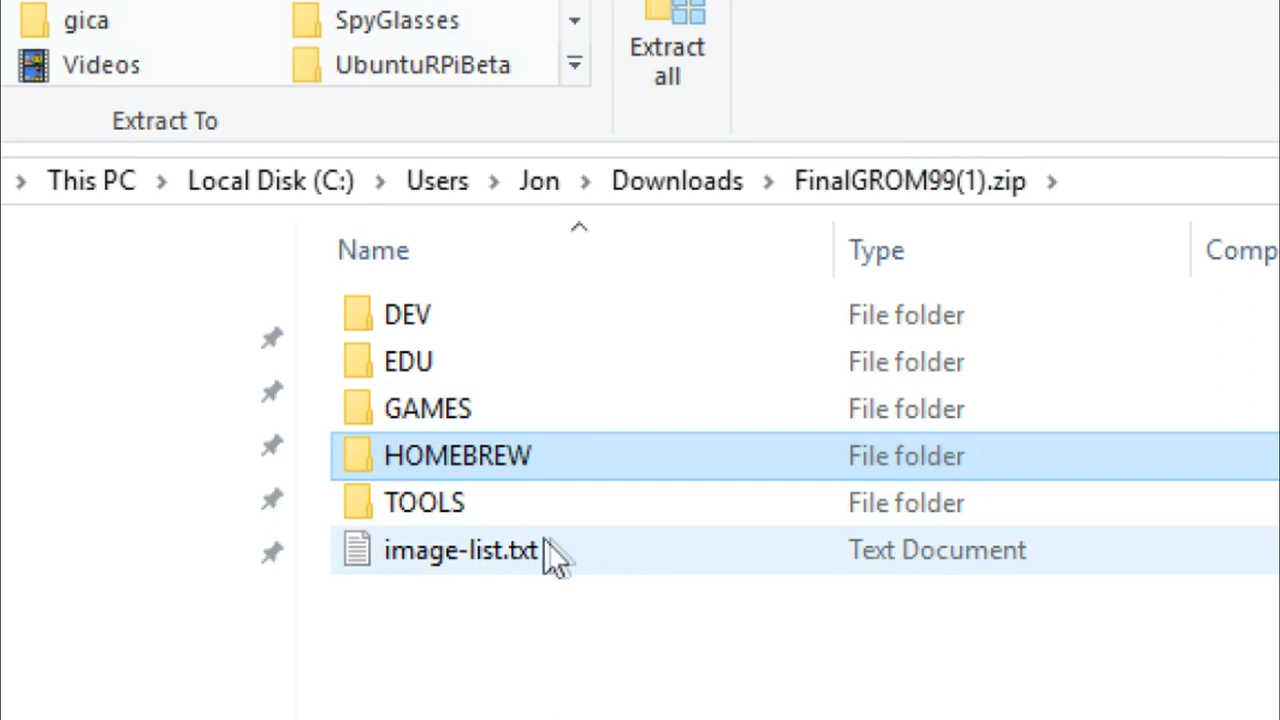 gica SpyGlasses
Videos UbuntuRPiBeta
Extract all
Extract To
This PC Local Disk (C:) Users Jon Downloads FinalGROM99(1).zip
Name Type Comp
DEV File folder
EDU File folder
GAMES File folder
HOMEBREW File folder
TOOLS File folder
image-list.txt Text Document